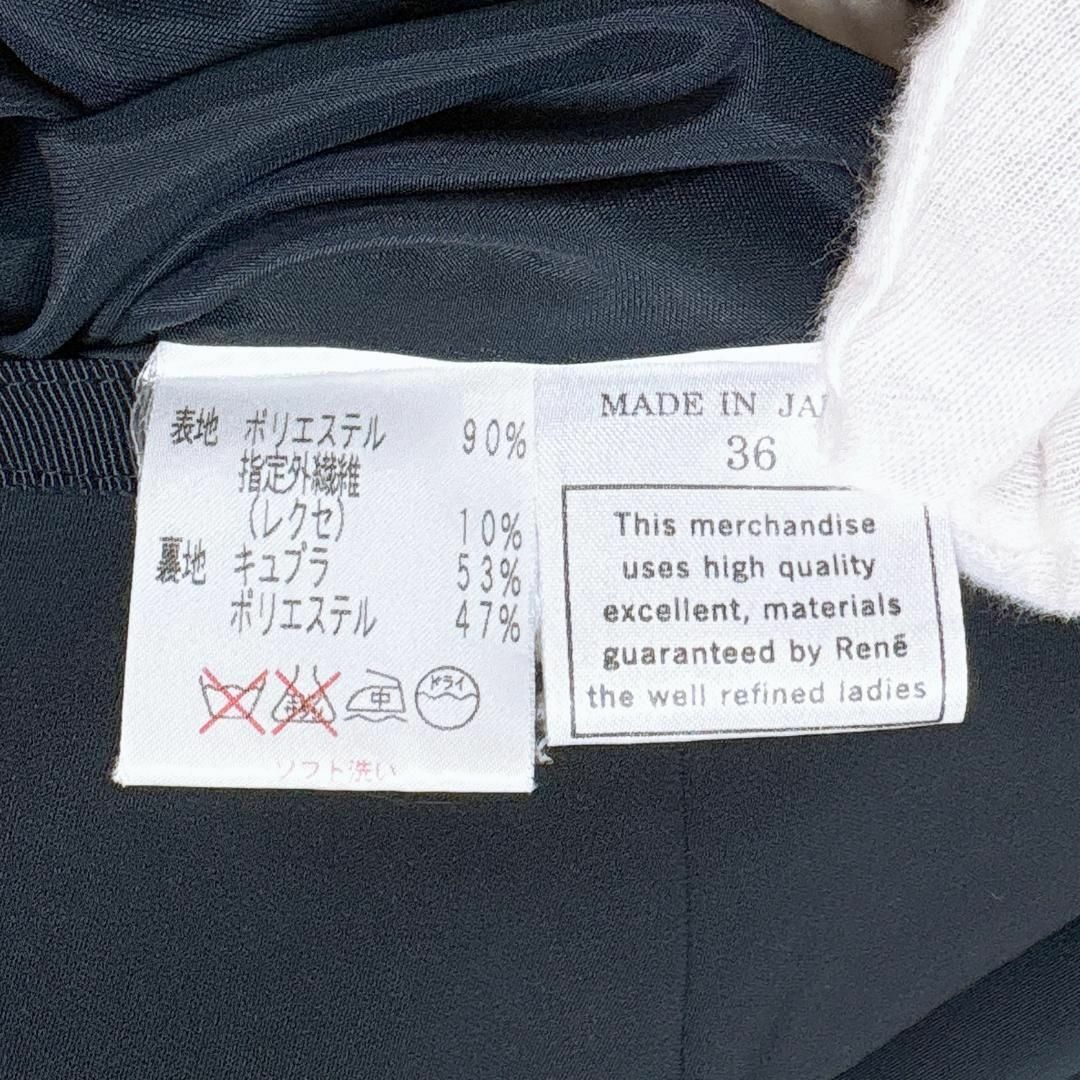 表地 ポリエステル 90%
指定外繊維
(レクセ) 10%
裏地 キュプラ 53%
ポリエステル 47%
ドライ
ソフト洗い
MADE IN JA
36
This merchandise
uses high quality
excellent, materials
guaranteed by René
the well refined ladies